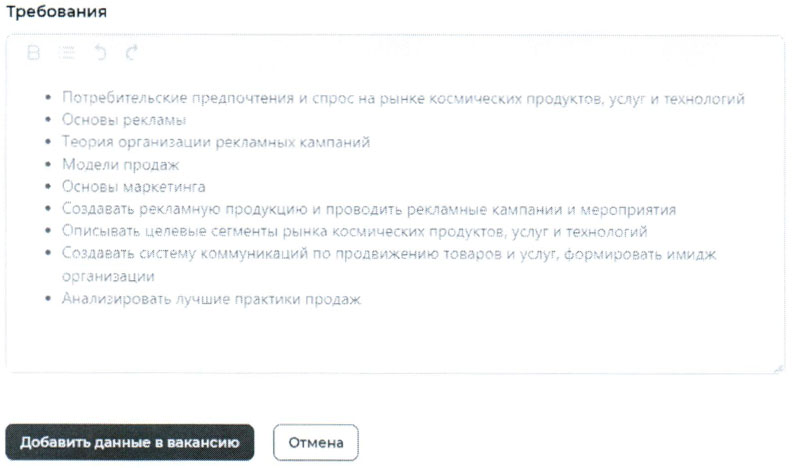 Требования
B
• Потребительские предпочтения и спрос на рынке космических продуктов, услуг и технологий
• Основы рекламы
• Теория организации рекламных кампаний
• Модели продаж
• Основы маркетинга
• Создавать рекламную продукцию и проводить рекламные кампании и мероприятия
• Описывать целевые сегменты рынка космических продуктов, услуг и технологий
• Создавать систему коммуникаций по продвижению товаров и услуг, формировать имидж
организации
• Анализировать лучшие практики продаж
Добавить данные в вакансию Отмена